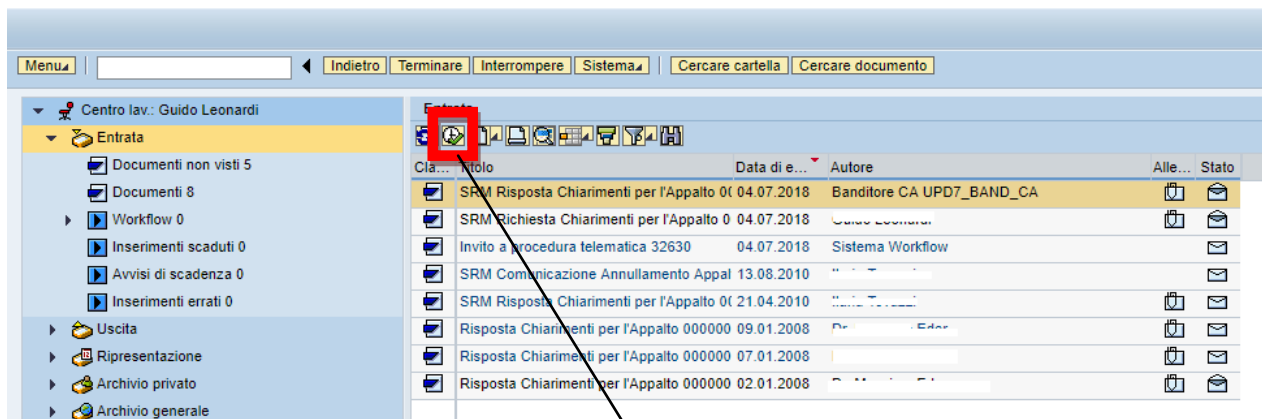 Menu Indietro Terminare Interrompere Sistema Cercare cartella Cercare documento
Centro lav.: Guido Leonardi
Entrata
Documenti non visti 5
Documenti 8
Workflow 0
Inserimenti scaduti 0
Avvisi di scadenza 0
Inserimenti errati 0
Uscita
Ripresentazione
Archivio privato
Archivio generale
Entrata
Cla... Titolo Data di e... Autore Alle... Stato
SRM Risposta Chiarimenti per l'Appalto 00 04.07.2018 Banditore CA UPD7_BAND_CA
SRM Richiesta Chiarimenti per l'Appalto 0 04.07.2018
Invito a procedura telematica 32630 04.07.2018 Sistema Workflow
SRM Comunicazione Annullamento Appal 13.08.2010
SRM Risposta Chiarimenti per l'Appalto 00 21.04.2010
Risposta Chiarimenti per l'Appalto 000000 09.01.2008
Risposta Chiarimenti per l'Appalto 000000 07.01.2008
Risposta Chiarimenti per l'Appalto 000000 02.01.2008